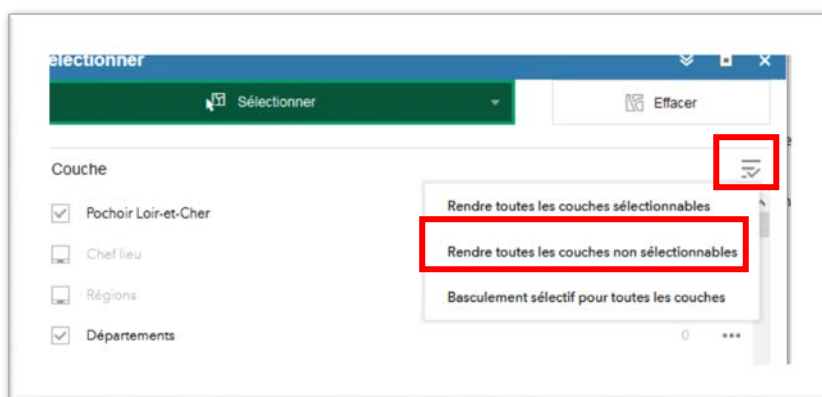 électionner
Sélectionner
Effacer
Couche
Pochoir Loir-et-Cher
Rendre toutes les couches sélectionnables
Chef lieu
Rendre toutes les couches non sélectionnables
Régions
Basculement sélectif pour toutes les couches
Départements 0